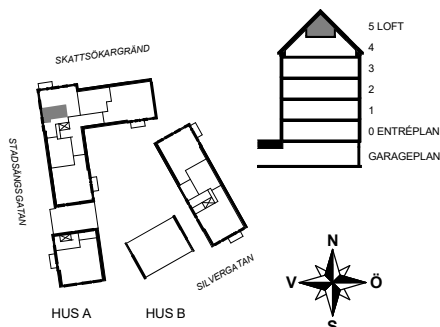 SKATTSÖKARGRÄND
STADSÄNGSGATAN
SILVERGATAN
HUS A
HUS B
5 LOFT
4
3
2
1
0 ENTRÉPLAN
GARAGEPLAN
N
V
Ö
S